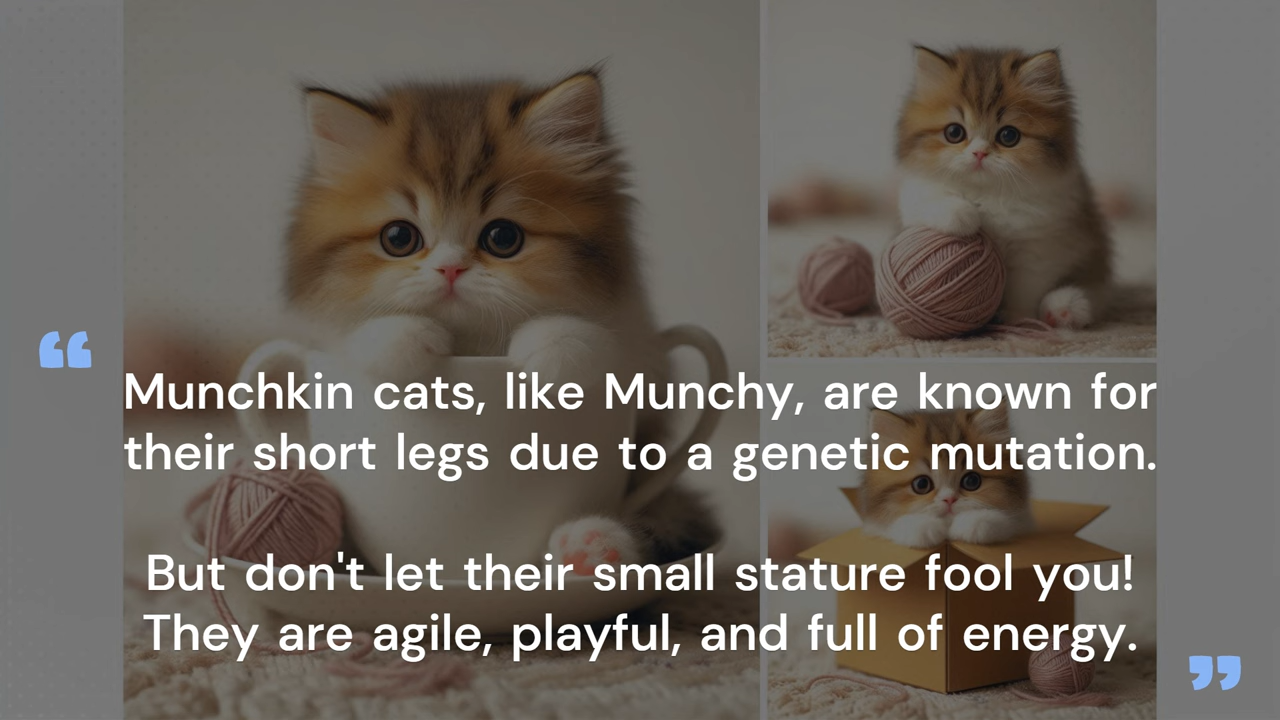 “
Munchkin cats, like Munchy, are known for
their short legs due to a genetic mutation.
But don't let their small stature fool you!
They are agile, playful, and full of energy.
”